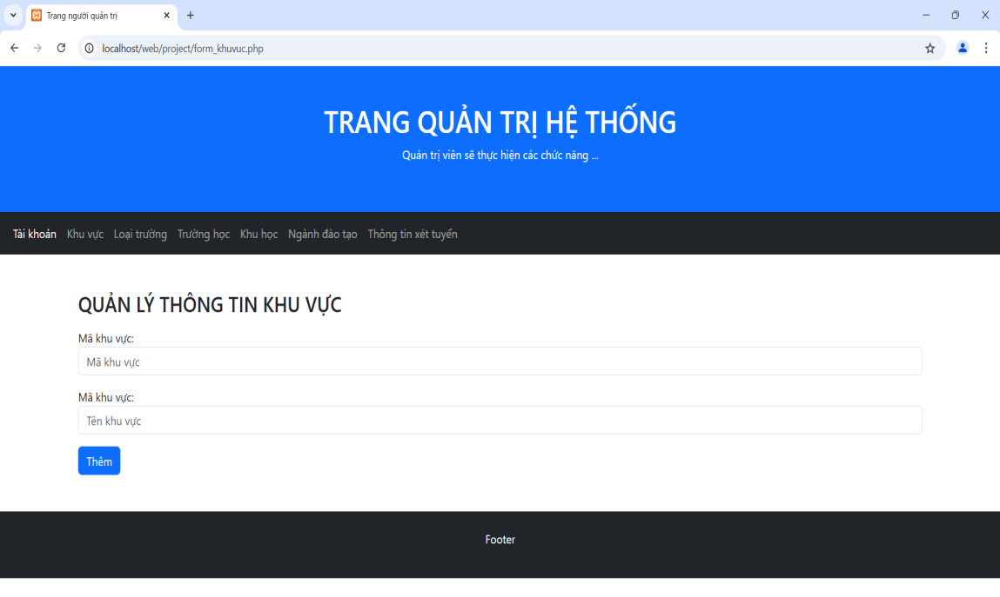 Trang người quản trị
localhost/web/project/form_khuvuc.php
TRANG QUẢN TRỊ HỆ THỐNG
Quản trị viên sẽ thực hiện các chức năng ...
Tài khoản Khu vực Loại trường Trường học Khu học Ngành đào tạo Thông tin xét tuyển
QUẢN LÝ THÔNG TIN KHU VỰC
Mã khu vực:
Mã khu vực
Mã khu vực:
Tên khu vực
Thêm
Footer